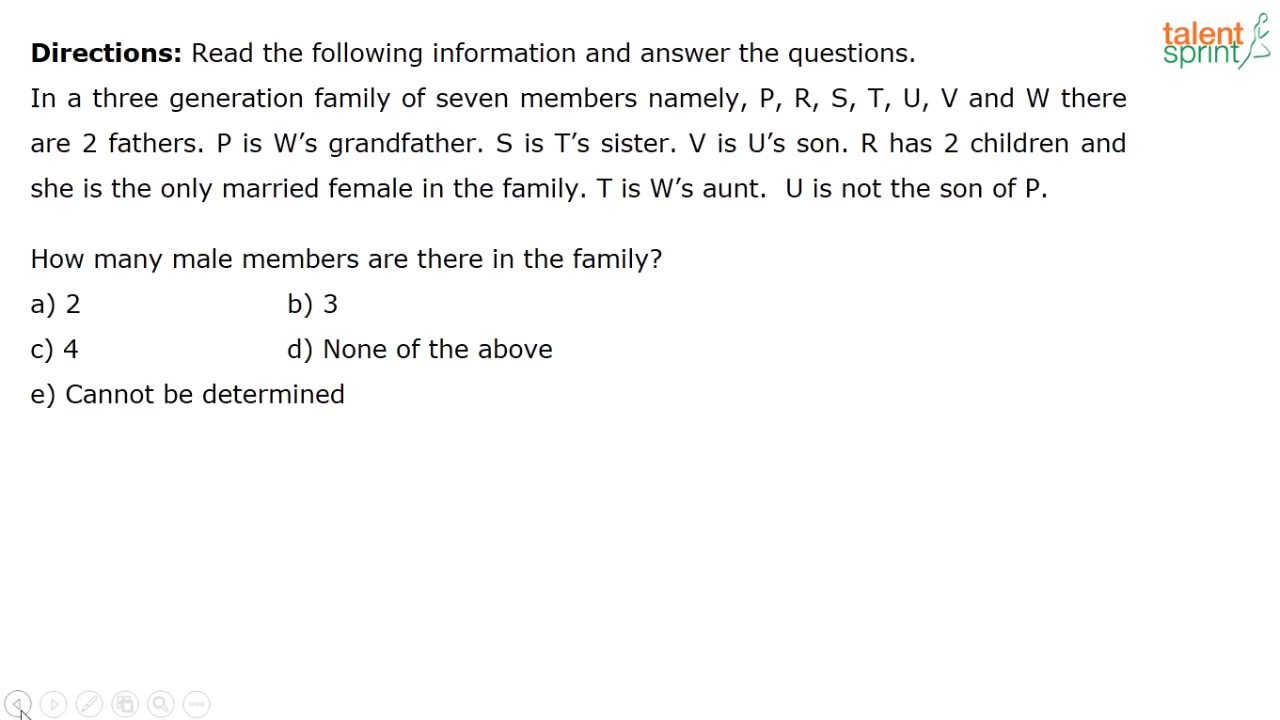 talent
sprint
Directions: Read the following information and answer the questions.
In a three generation family of seven members namely, P, R, S, T, U, V and W there
are 2 fathers. P is W’s grandfather. S is T’s sister. V is U’s son. R has 2 children and
she is the only married female in the family. T is W’s aunt.  U is not the son of P.
How many male members are there in the family?
a) 2 b) 3
c) 4 d) None of the above
e) Cannot be determined